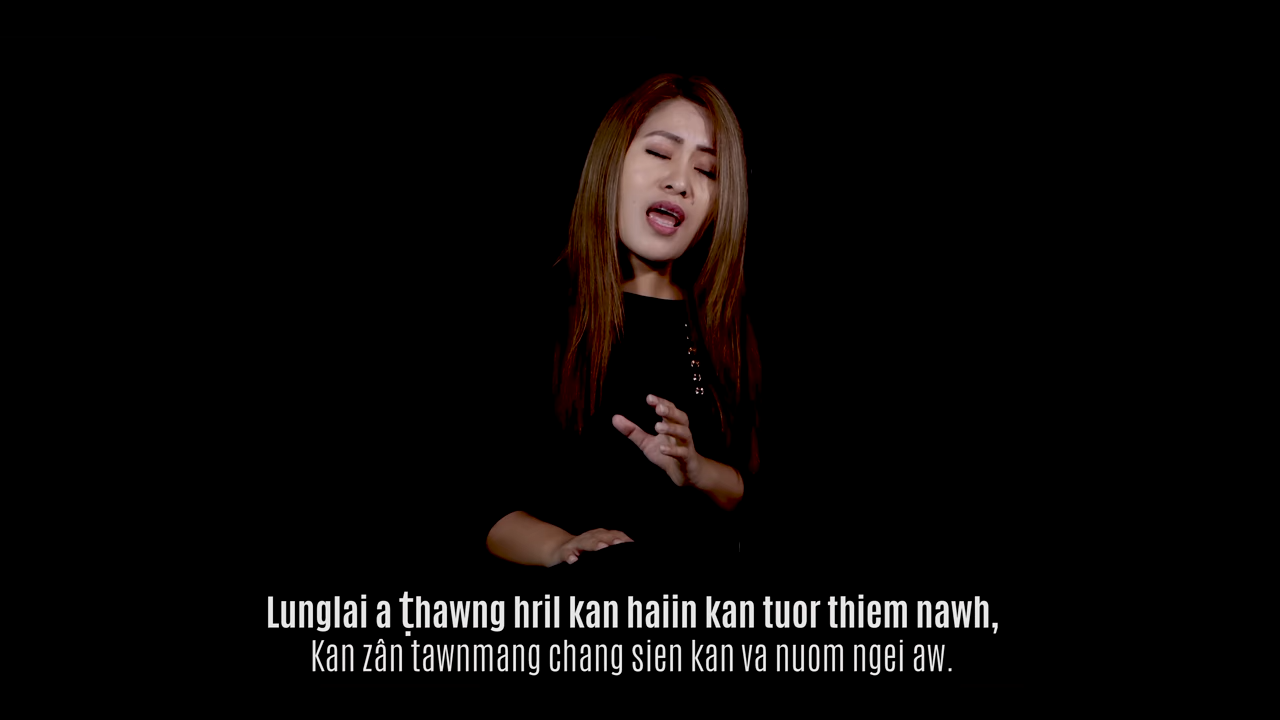 Lunglai a ṭhawng hril kan haiin kan tuor thiem nawh,
Kan zân tawnmang chang sien kan va nuom ngei aw.